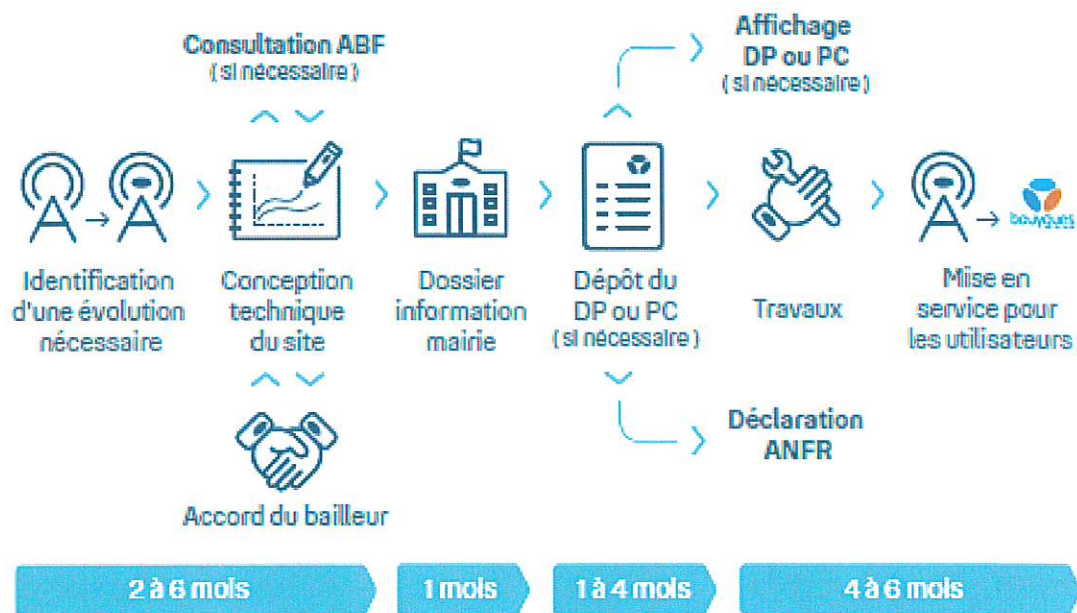 Consultation ABF
(si nécessaire)
Affichage
DP ou PC
(si nécessaire)
Identification
d'une évolution
nécessaire
Conception
technique
du site
Dossier
information
mairie
Dépôt du
DP ou PC
(si nécessaire)
Travaux
bouygues
Mise en
service pour
les utilisateurs
Accord du bailleur
Déclaration
ANFR
2 à 6 mois
1 mois
1 à 4 mois
4 à 6 mois